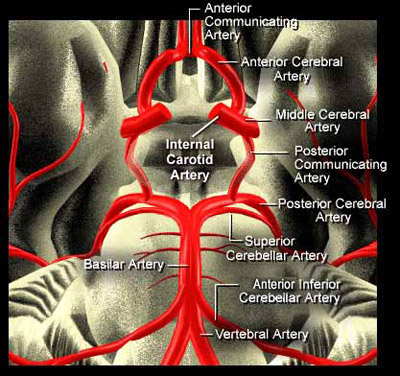 Anterior
Communicating
Artery
Anterior Cerebral
Artery
Middle Cerebral
Artery
Internal
Carotid
Artery
Posterior
Communicating
Artery
Posterior Cerebral
Artery
Superior
Cerebellar Artery
Basilar Artery
Anterior Inferior
Cerebellar Artery
Vertebral Artery